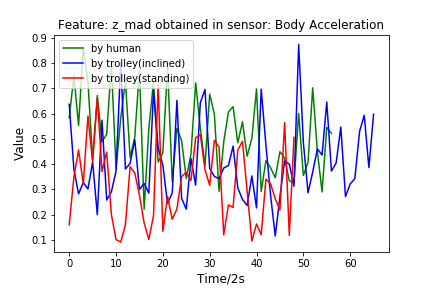 Feature: z_mad obtained in sensor: Body Acceleration
by human
by trolley(inclined)
by trolley(standing)
Value
0.9
0.8
0.7
0.6
0.5
0.4
0.3
0.2
0.1
0 10 20 30 40 50 60
Time/2s